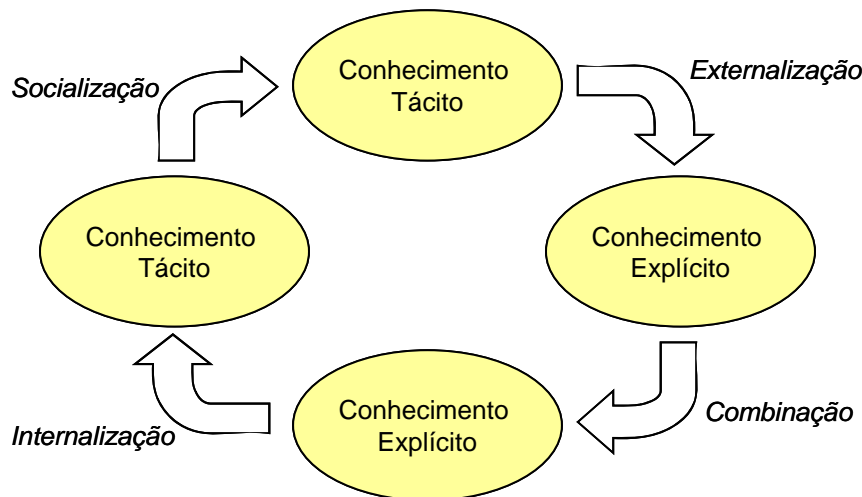 Conhecimento
Tácito
Socialização
Externalização
Conhecimento
Tácito
Conhecimento
Explícito
Conhecimento
Explícito
Internalização
Combinação